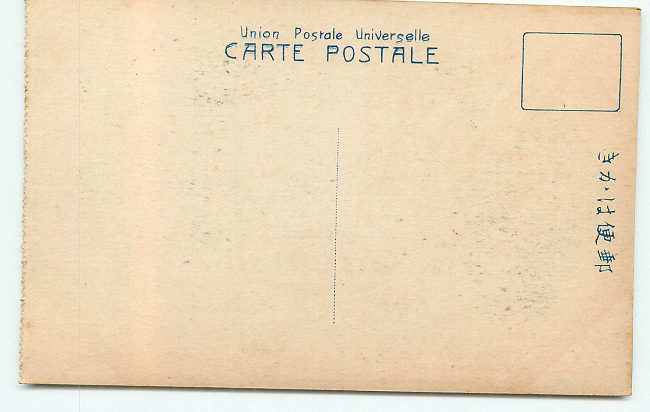 Union Postale Universelle
CARTE POSTALE
郵便はがき